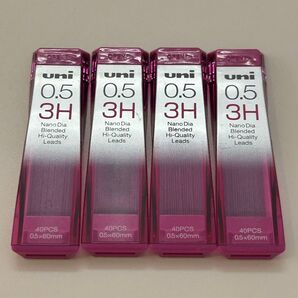 uni
0.5
3H
Nano Dia
Blended
Hi-Quality
Leads
40PCS
0.5×60mm
uni
0.5
3H
Nano Dia
Blended
Hi-Quality
Leads
40PCS
0.5×60mm
uni
0.5
3H
Nano Dia
Blended
Hi-Quality
Leads
40PCS
0.5×60mm
uni
0.5
3H
Nano Dia
Blended
Hi-Quality
Leads
40PCS
0.5×60mm